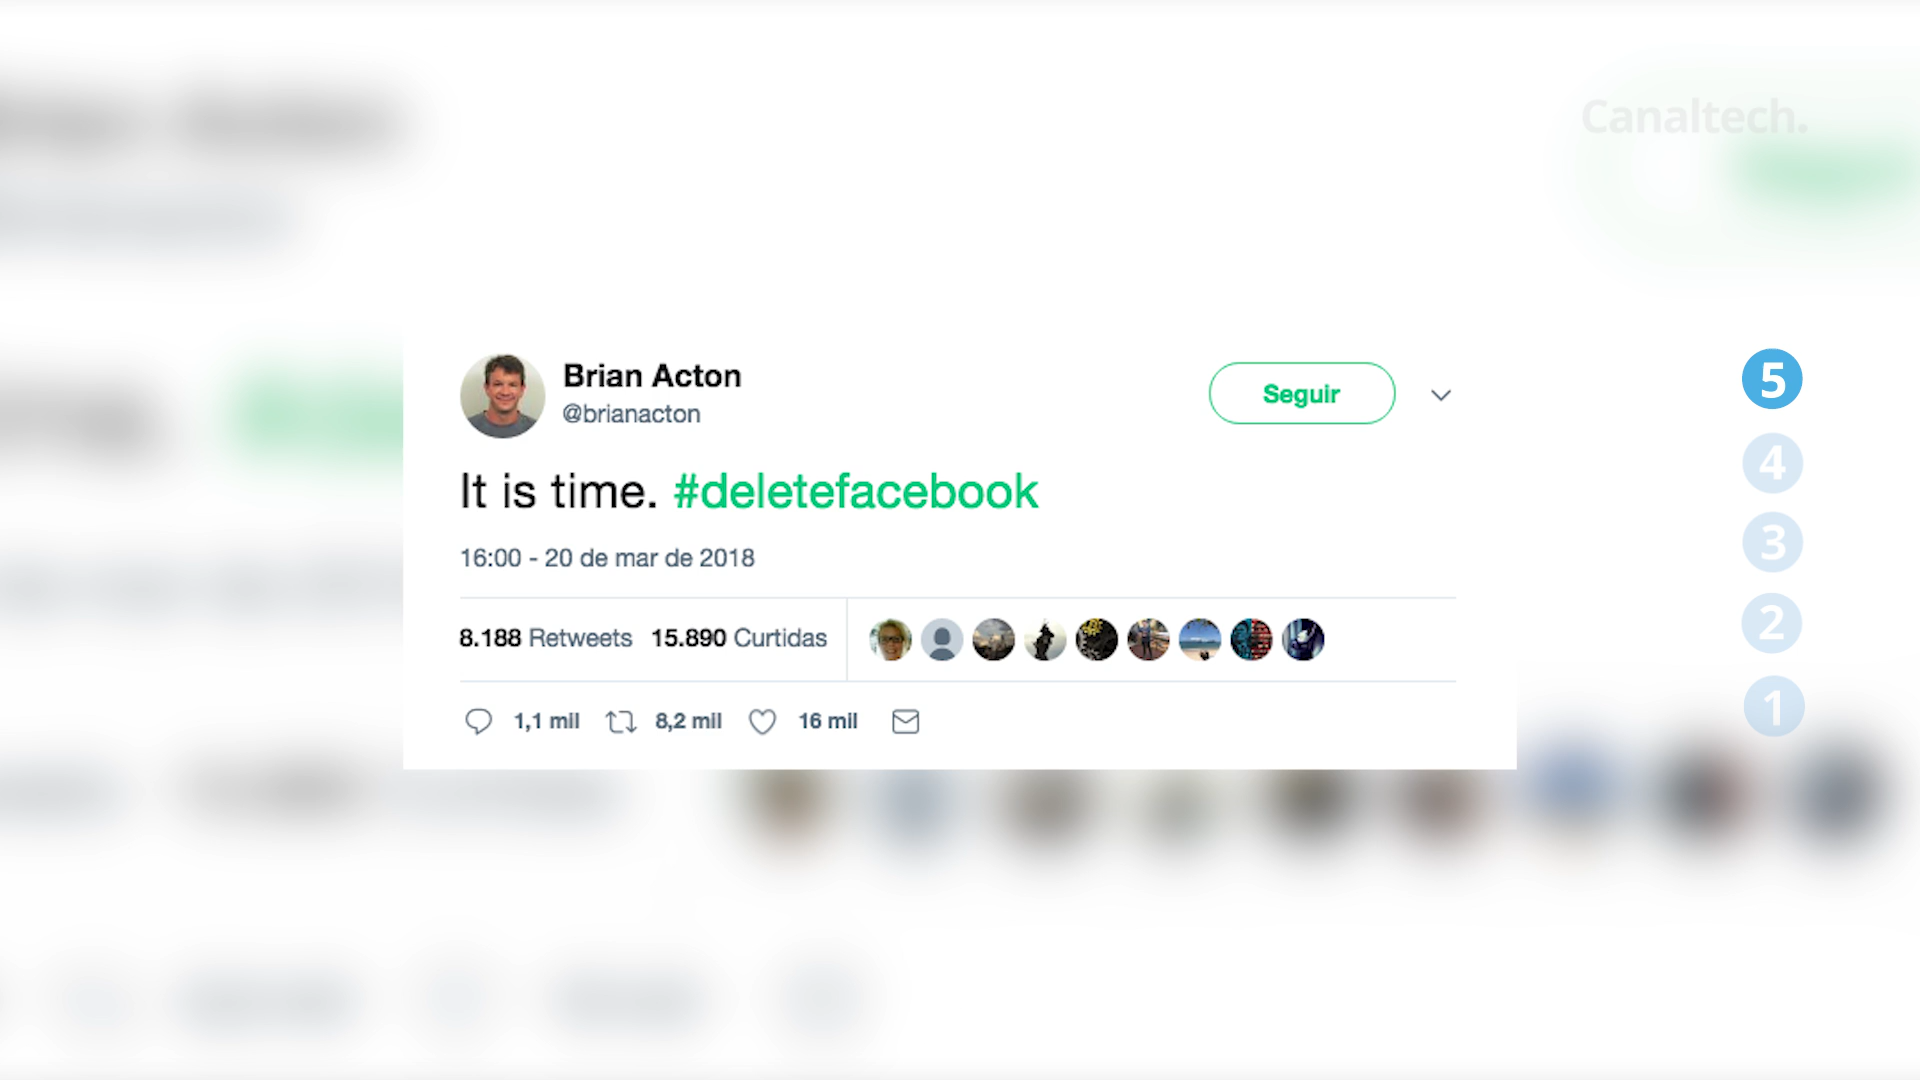 Canaltech.
Brian Acton
@brianacton
Seguir
It is time. #deletefacebook
16:00 - 20 de mar de 2018
8.188 Retweets 15.890 Curtidas
1,1 mil 8,2 mil 16 mil
5
4
3
2
1